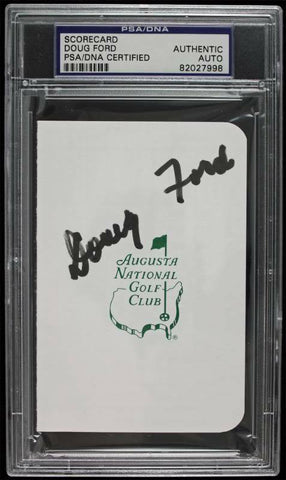 PSA/DNA
SCORECARD
DOUG FORD
PSA/DNA CERTIFIED
AUTHENTIC
AUTO
82027998
Doug Ford
AUGUSTA
NATIONAL
GOLF
CLUB
®